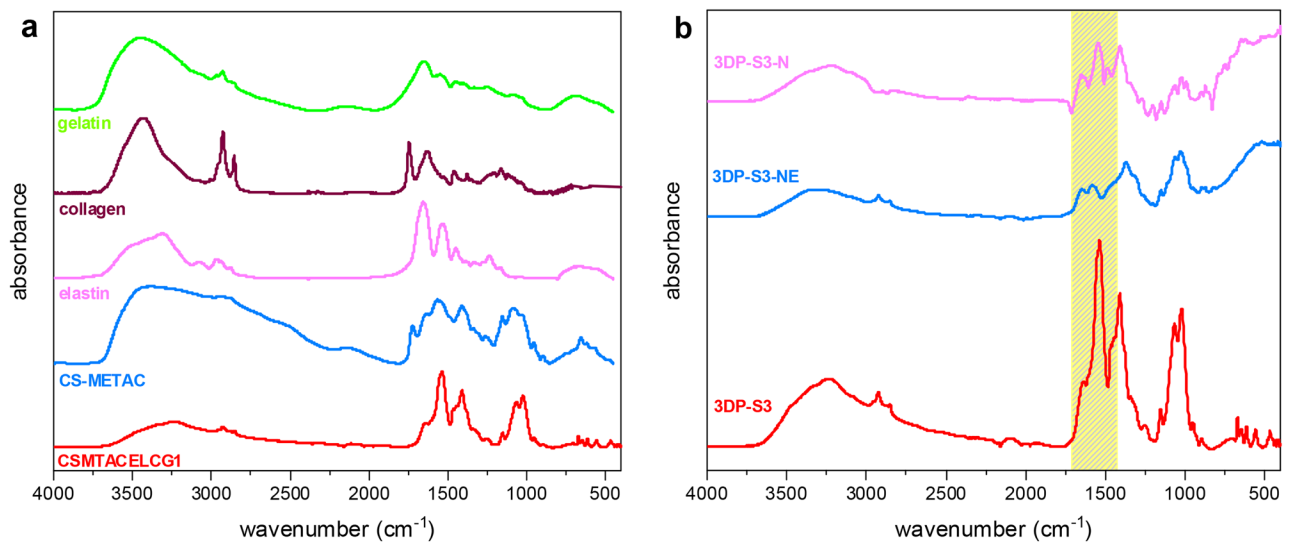 a
gelatin
collagen
elastin
CS-METAC
CSMTACELCG1
absorbance
4000 3500 3000 2500 2000 1500 1000 500
wavenumber (cm-1)
b
3DP-S3-N
3DP-S3-NE
3DP-S3
absorbance
4000 3500 3000 2500 2000 1500 1000 500
wavenumber (cm-1)